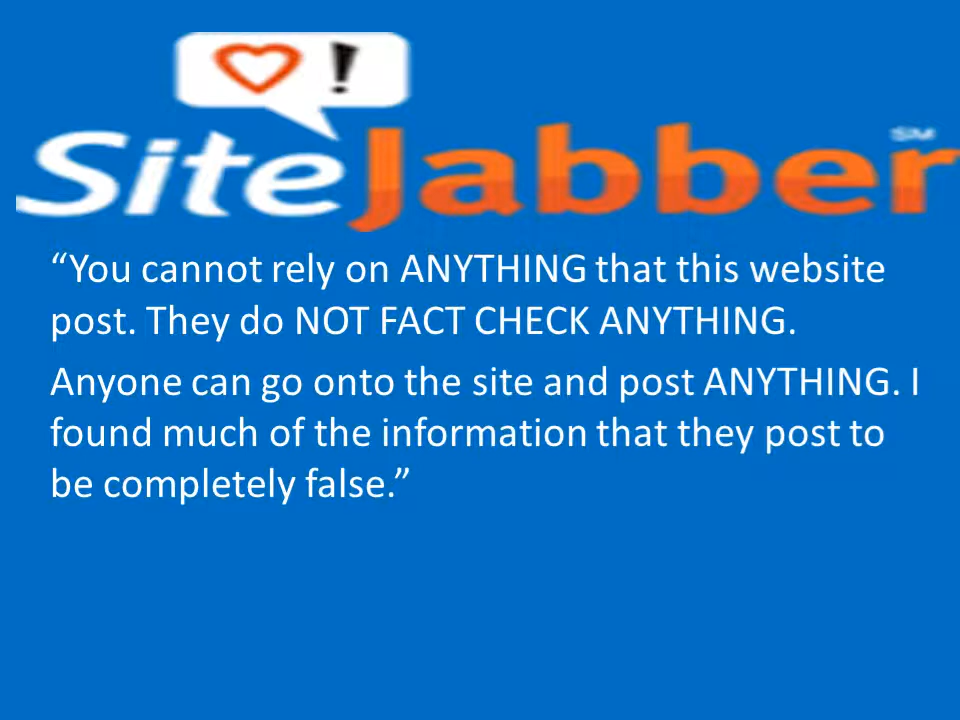 !
SiteJabber SM
“You cannot rely on ANYTHING that this website
post. They do NOT FACT CHECK ANYTHING.
Anyone can go onto the site and post ANYTHING. I
found much of the information that they post to
be completely false.”